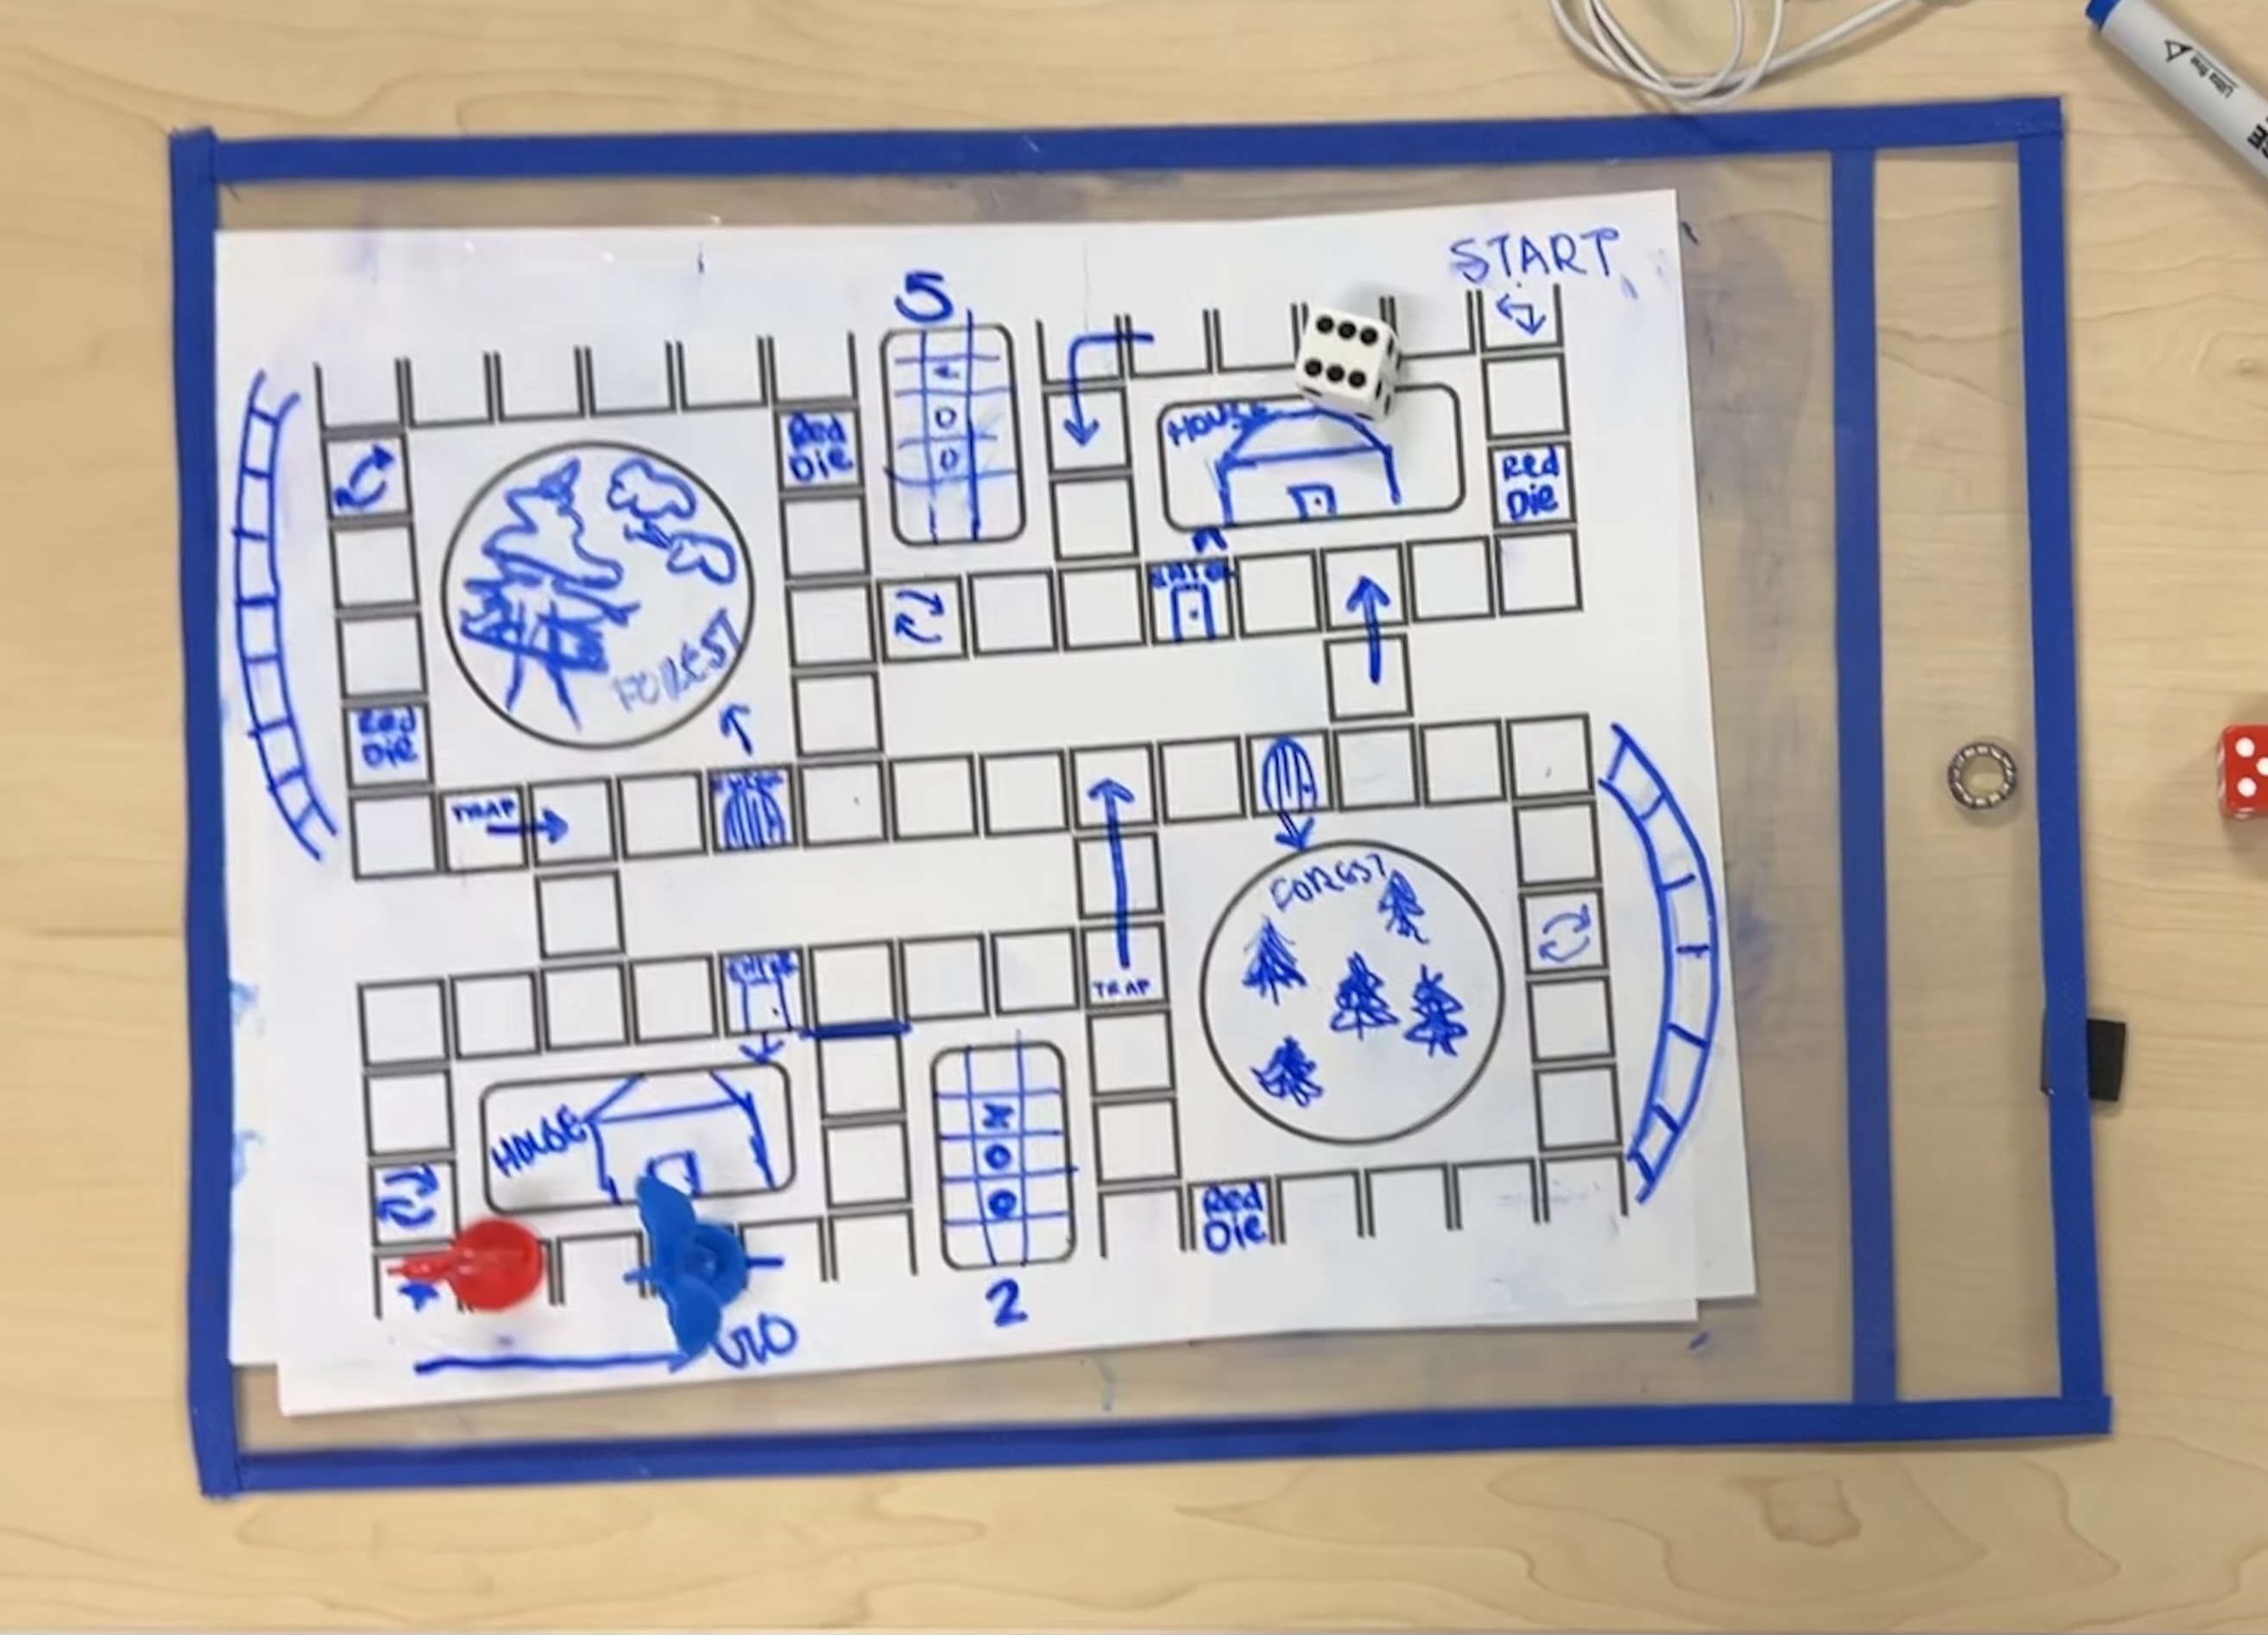 START
5
HOUSE
Red
Die
Red
Die
FOREST
Red
Die
TRAP
FOREST
TRAP
HOUSE
Red
Die
2
GO